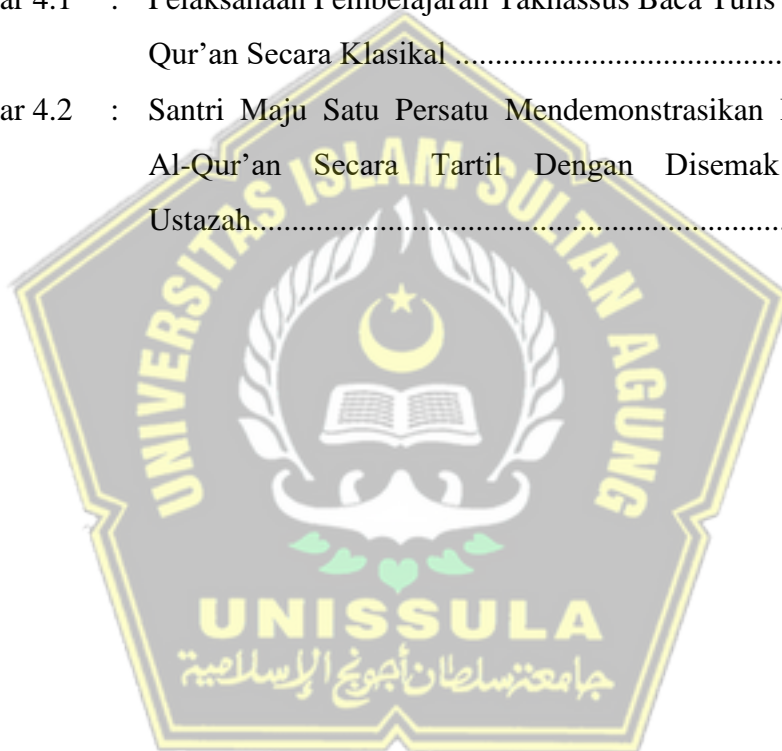 ar 4.1 : Pelaksanaan Pembelajaran Takhassus Baca Tulis
Qur’an Secara Klasikal ....................................
ar 4.2 : Santri Maju Satu Persatu Mendemonstrasikan
Al-Qur’an Secara Tartil Dengan Disemak
Ustazah................................................................
UNIVERSITAS ISLAM SULTAN AGUNG
UNISSULA
جامعة سلطان أجونج الإسلامية